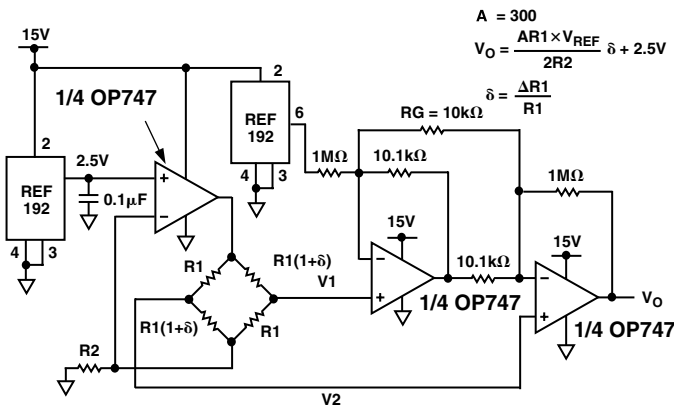 A = 300
15V
V_O = AR1 × V_REF / 2R2 δ + 2.5V
δ = ΔR1 / R1
1/4 OP747
2
REF
192
6
4
3
RG = 10kΩ
1MΩ
10.1kΩ
1MΩ
2
2.5V
REF
192
0.1μF
4
3
+
−
15V
−
+
10.1kΩ
15V
−
+
V_O
1/4 OP747
1/4 OP747
R1
R1(1+δ)
V1
R1(1+δ)
R1
R2
V2